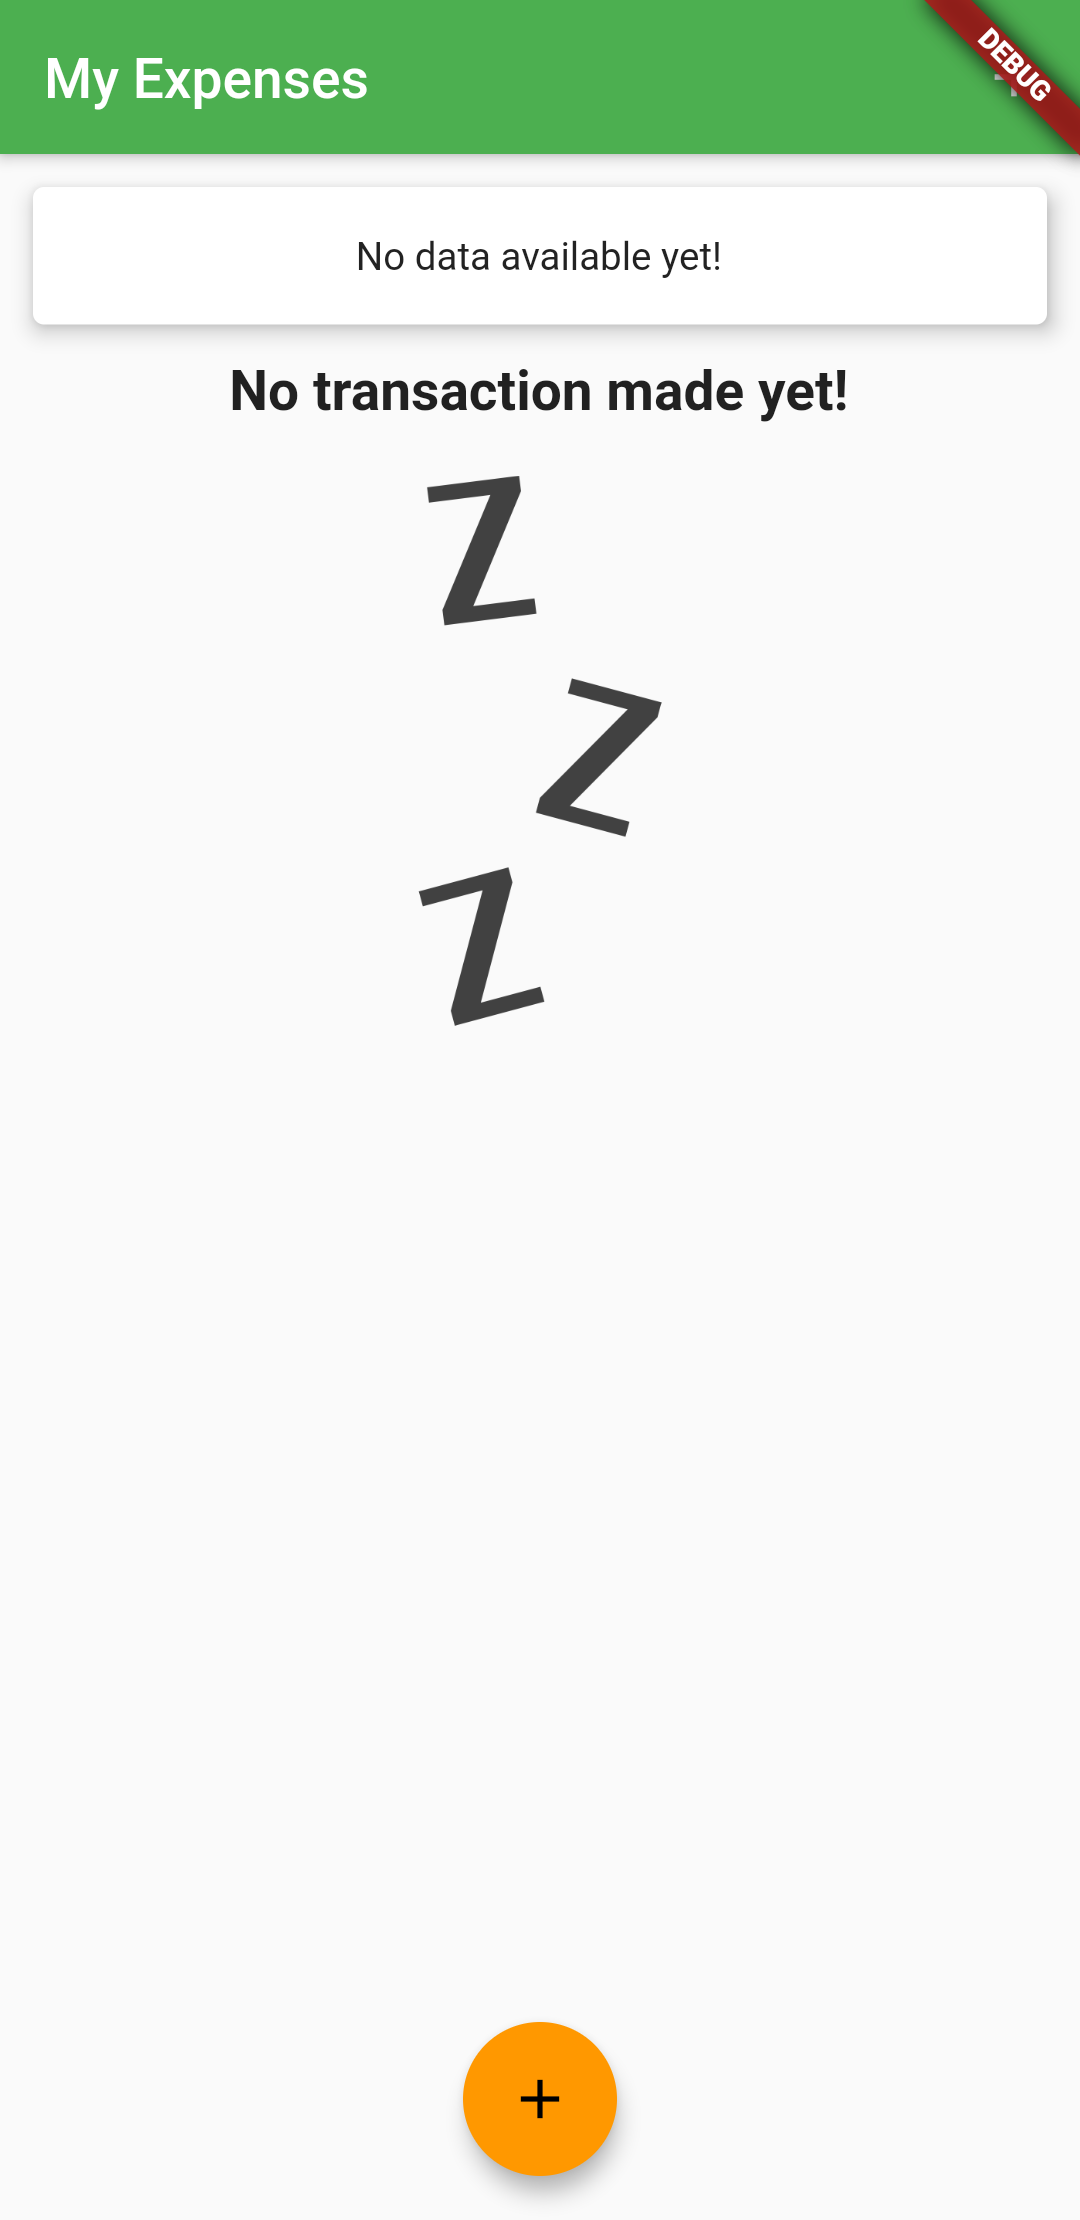 My Expenses
DEBUG
No data available yet!
No transaction made yet!
Z
Z
Z